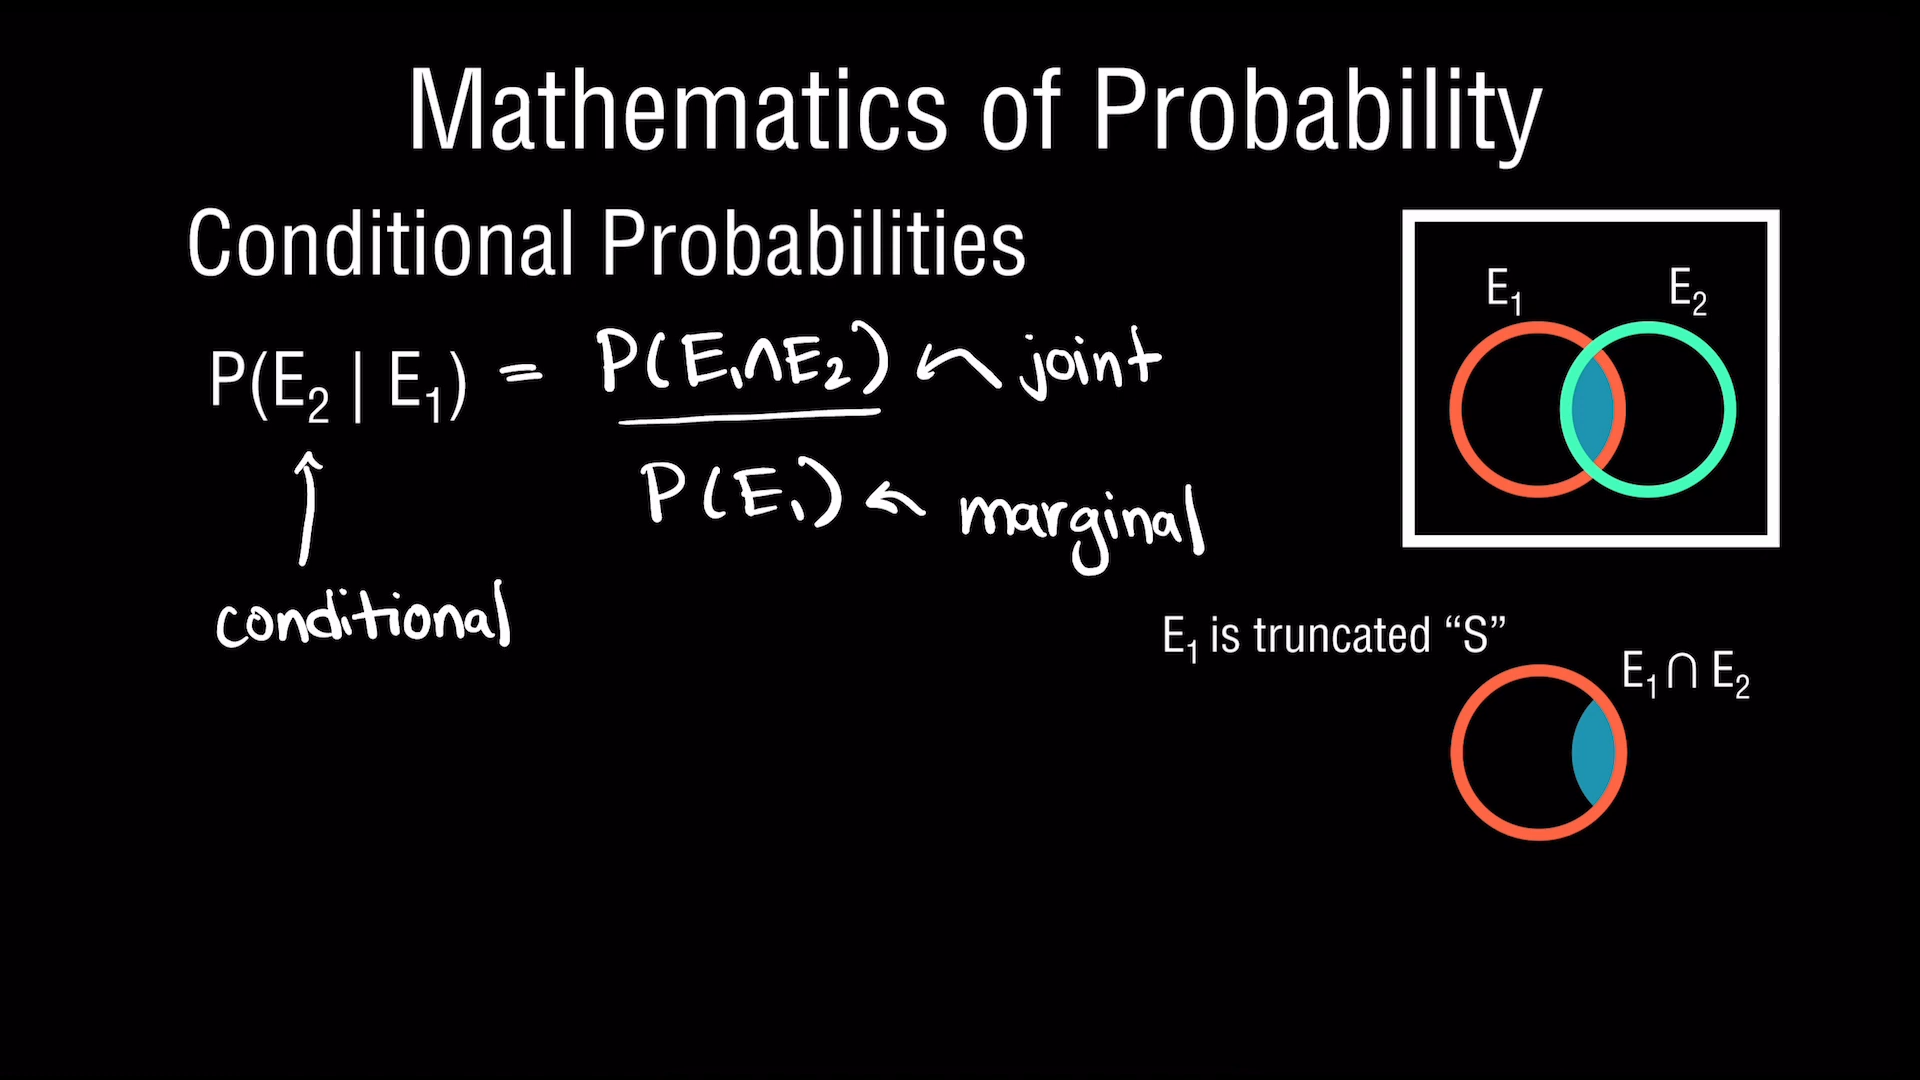 Mathematics of Probability
Conditional Probabilities
E₁ E₂
P(E₂ | E₁) = P(E₁∩E₂) ← joint
P(E₁) ← marginal
conditional
E₁ is truncated “S”
E₁∩ E₂